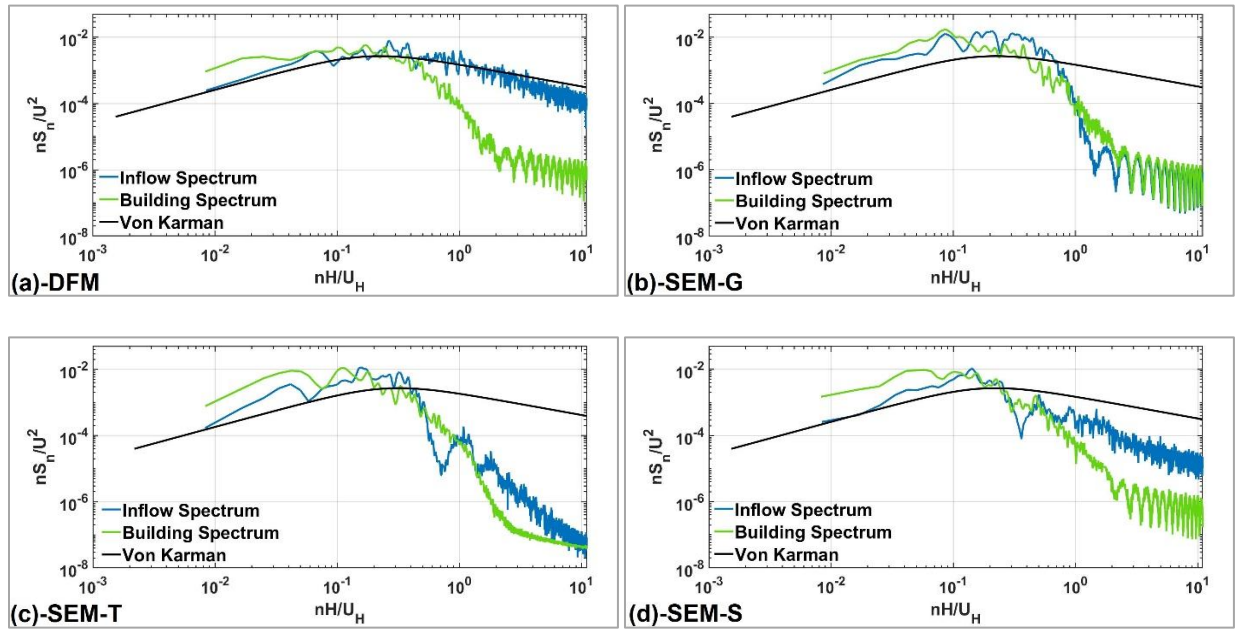 10^-2
10^-4
10^-6
10^-8
nS_n/U^2
Inflow Spectrum
Building Spectrum
Von Karman
10^-3 10^-2 10^-1 10^0 10^1
nH/U_H
(a)-DFM
10^-2
10^-4
10^-6
10^-8
nS_n/U^2
Inflow Spectrum
Building Spectrum
Von Karman
10^-3 10^-2 10^-1 10^0 10^1
nH/U_H
(b)-SEM-G
10^-2
10^-4
10^-6
10^-8
nS_n/U^2
Inflow Spectrum
Building Spectrum
Von Karman
10^-3 10^-2 10^-1 10^0 10^1
nH/U_H
(c)-SEM-T
10^-2
10^-4
10^-6
10^-8
nS_n/U^2
Inflow Spectrum
Building Spectrum
Von Karman
10^-3 10^-2 10^-1 10^0 10^1
nH/U_H
(d)-SEM-S